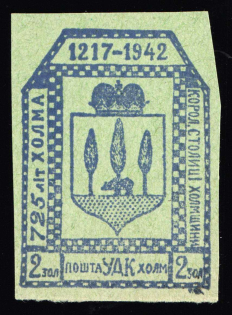 1217-1942
725 ЛІТ ХОЛМА
КОРОЛ. СТОЛИЦІ ХОЛМЩИНИ
2 ЗОЛ
ПОШТА УДК ХОЛМ
2 ЗОЛ